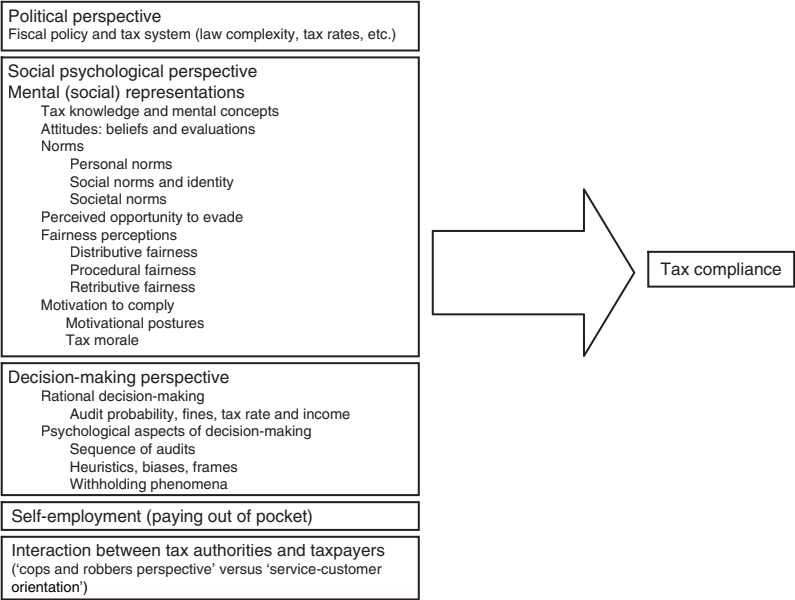 Political perspective
Fiscal policy and tax system (law complexity, tax rates, etc.)
Social psychological perspective
Mental (social) representations
Tax knowledge and mental concepts
Attitudes: beliefs and evaluations
Norms
Personal norms
Social norms and identity
Societal norms
Perceived opportunity to evade
Fairness perceptions
Distributive fairness
Procedural fairness
Retributive fairness
Motivation to comply
Motivational postures
Tax morale
Decision-making perspective
Rational decision-making
Audit probability, fines, tax rate and income
Psychological aspects of decision-making
Sequence of audits
Heuristics, biases, frames
Withholding phenomena
Self-employment (paying out of pocket)
Interaction between tax authorities and taxpayers
(‘cops and robbers perspective’ versus ‘service-customer
orientation’)
Tax compliance